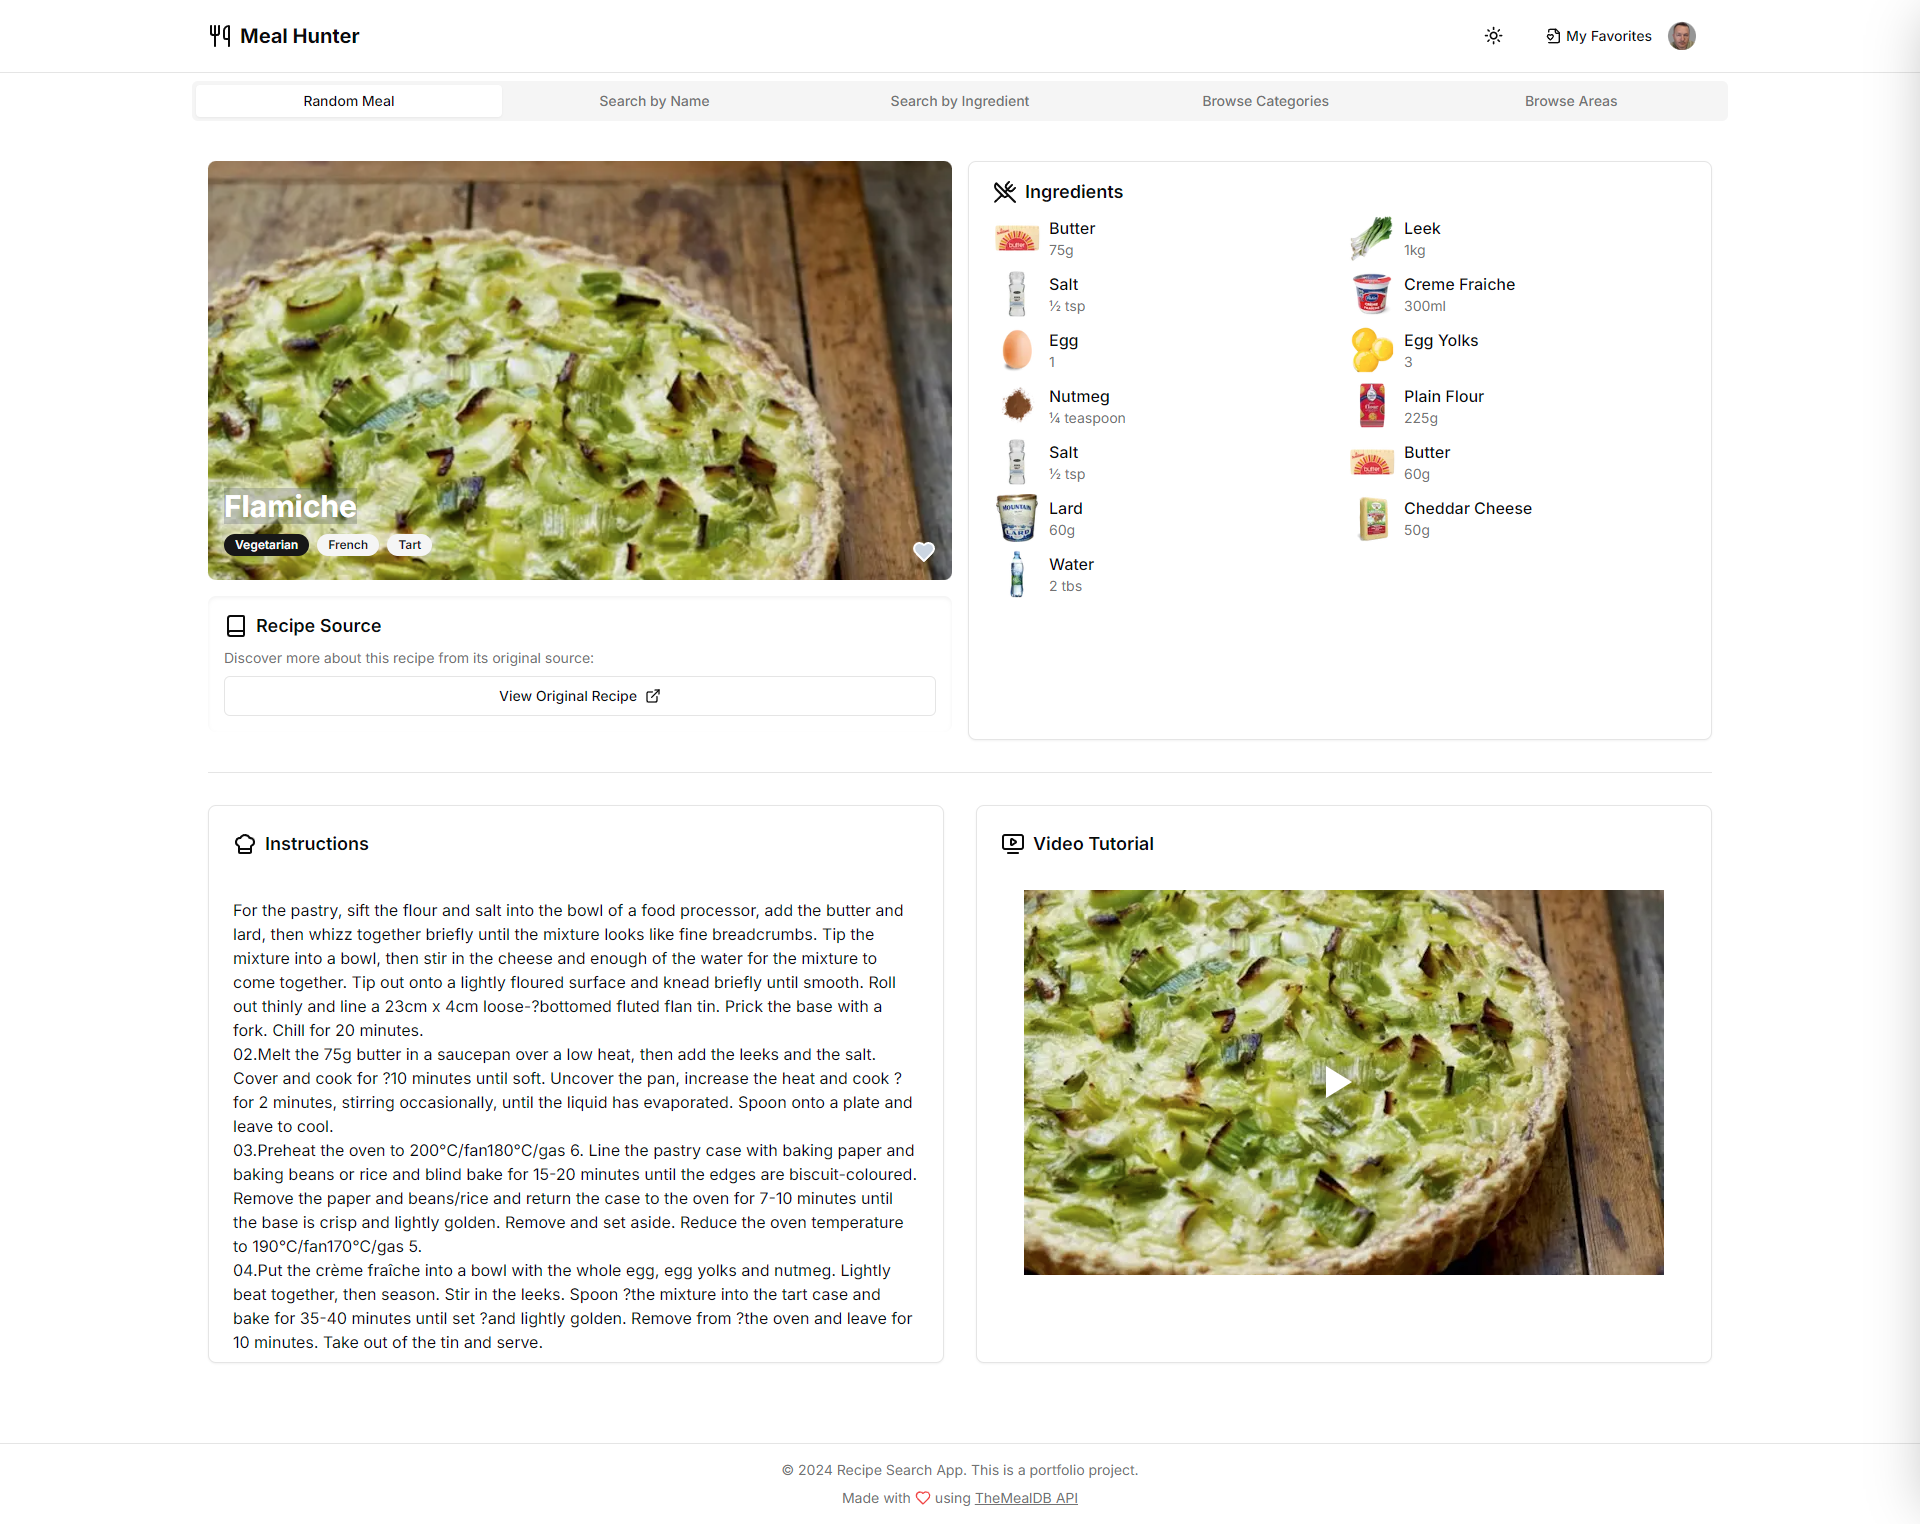 Meal Hunter
My Favorites
Random Meal
Search by Name
Search by Ingredient
Browse Categories
Browse Areas
Flamiche
Vegetarian
French
Tart
Recipe Source
Discover more about this recipe from its original source:
View Original Recipe
Ingredients
Butter
75g
Leek
1kg
Salt
½ tsp
Creme Fraiche
300ml
Egg
1
Egg Yolks
3
Nutmeg
¼ teaspoon
Plain Flour
225g
Salt
½ tsp
Butter
60g
Lard
60g
Cheddar Cheese
50g
Water
2 tbs
Instructions
For the pastry, sift the flour and salt into the bowl of a food processor, add the butter and
lard, then whizz together briefly until the mixture looks like fine breadcrumbs. Tip the
mixture into a bowl, then stir in the cheese and enough of the water for the mixture to
come together. Tip out onto a lightly floured surface and knead briefly until smooth. Roll
out thinly and line a 23cm x 4cm loose-?bottomed fluted flan tin. Prick the base with a
fork. Chill for 20 minutes.
02.Melt the 75g butter in a saucepan over a low heat, then add the leeks and the salt.
Cover and cook for ?10 minutes until soft. Uncover the pan, increase the heat and cook ?
for 2 minutes, stirring occasionally, until the liquid has evaporated. Spoon onto a plate and
leave to cool.
03.Preheat the oven to 200°C/fan180°C/gas 6. Line the pastry case with baking paper and
baking beans or rice and blind bake for 15-20 minutes until the edges are biscuit-coloured.
Remove the paper and beans/rice and return the case to the oven for 7-10 minutes until
the base is crisp and lightly golden. Remove and set aside. Reduce the oven temperature
to 190°C/fan170°C/gas 5.
04.Put the crème fraîche into a bowl with the whole egg, egg yolks and nutmeg. Lightly
beat together, then season. Stir in the leeks. Spoon ?the mixture into the tart case and
bake for 35-40 minutes until set ?and lightly golden. Remove from ?the oven and leave for
10 minutes. Take out of the tin and serve.
Video Tutorial
© 2024 Recipe Search App. This is a portfolio project.
Made with using TheMealDB API